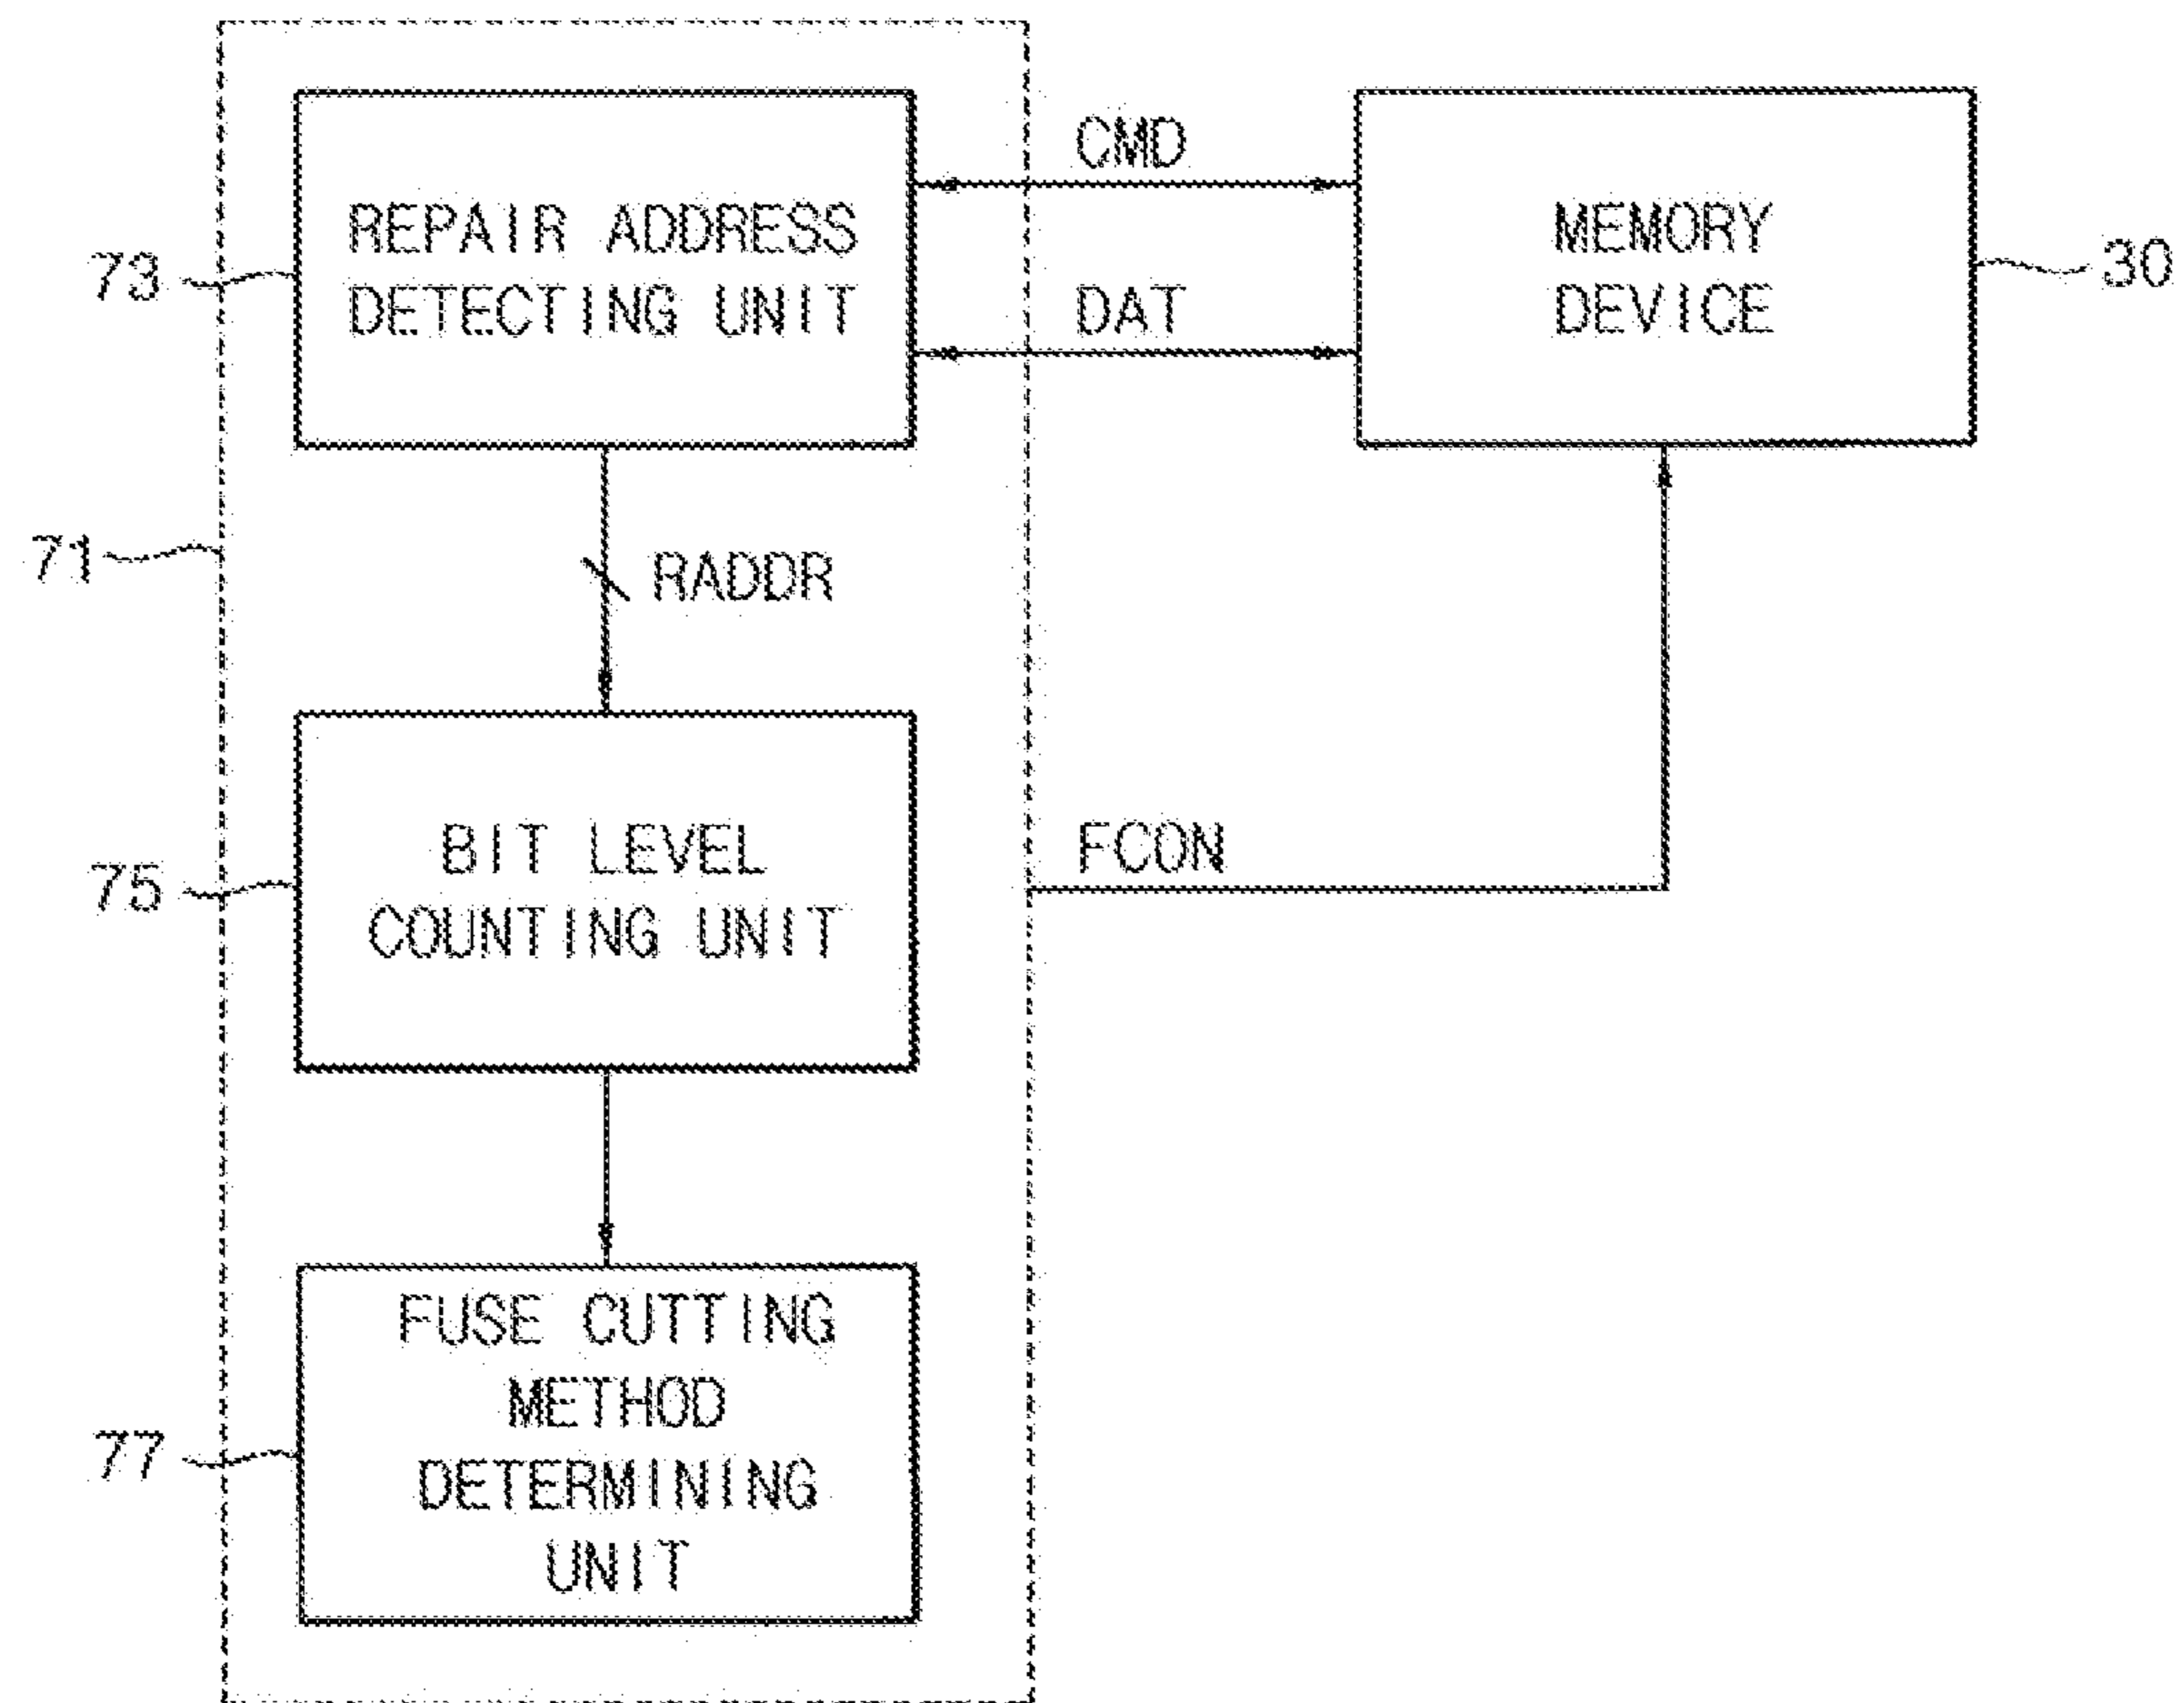 CMD
REPAIR ADDRESS
DETECTING UNIT
MEMORY
DEVICE
73
30
DAT
71
RADDR
BIT LEVEL
COUNTING UNIT
75
FCON
FUSE CUTTING
METHOD
DETERMINING
UNIT
77